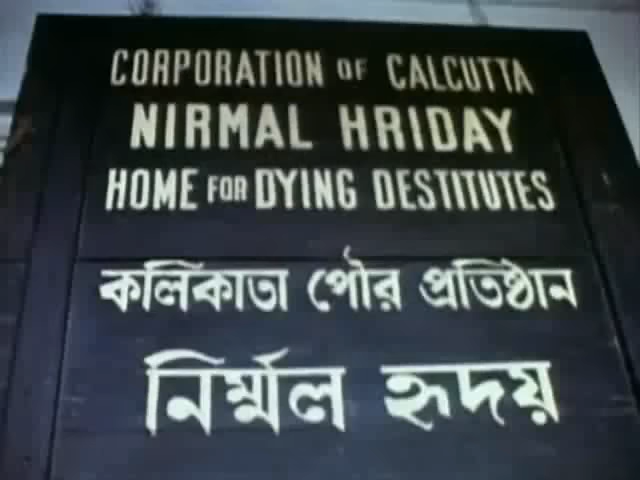 CORPORATION OF CALCUTTA
NIRMAL HRIDAY
HOME FOR DYING DESTITUTES
কলিকাতা পৌর প্রতিষ্ঠান
নির্ম্মল হৃদয়